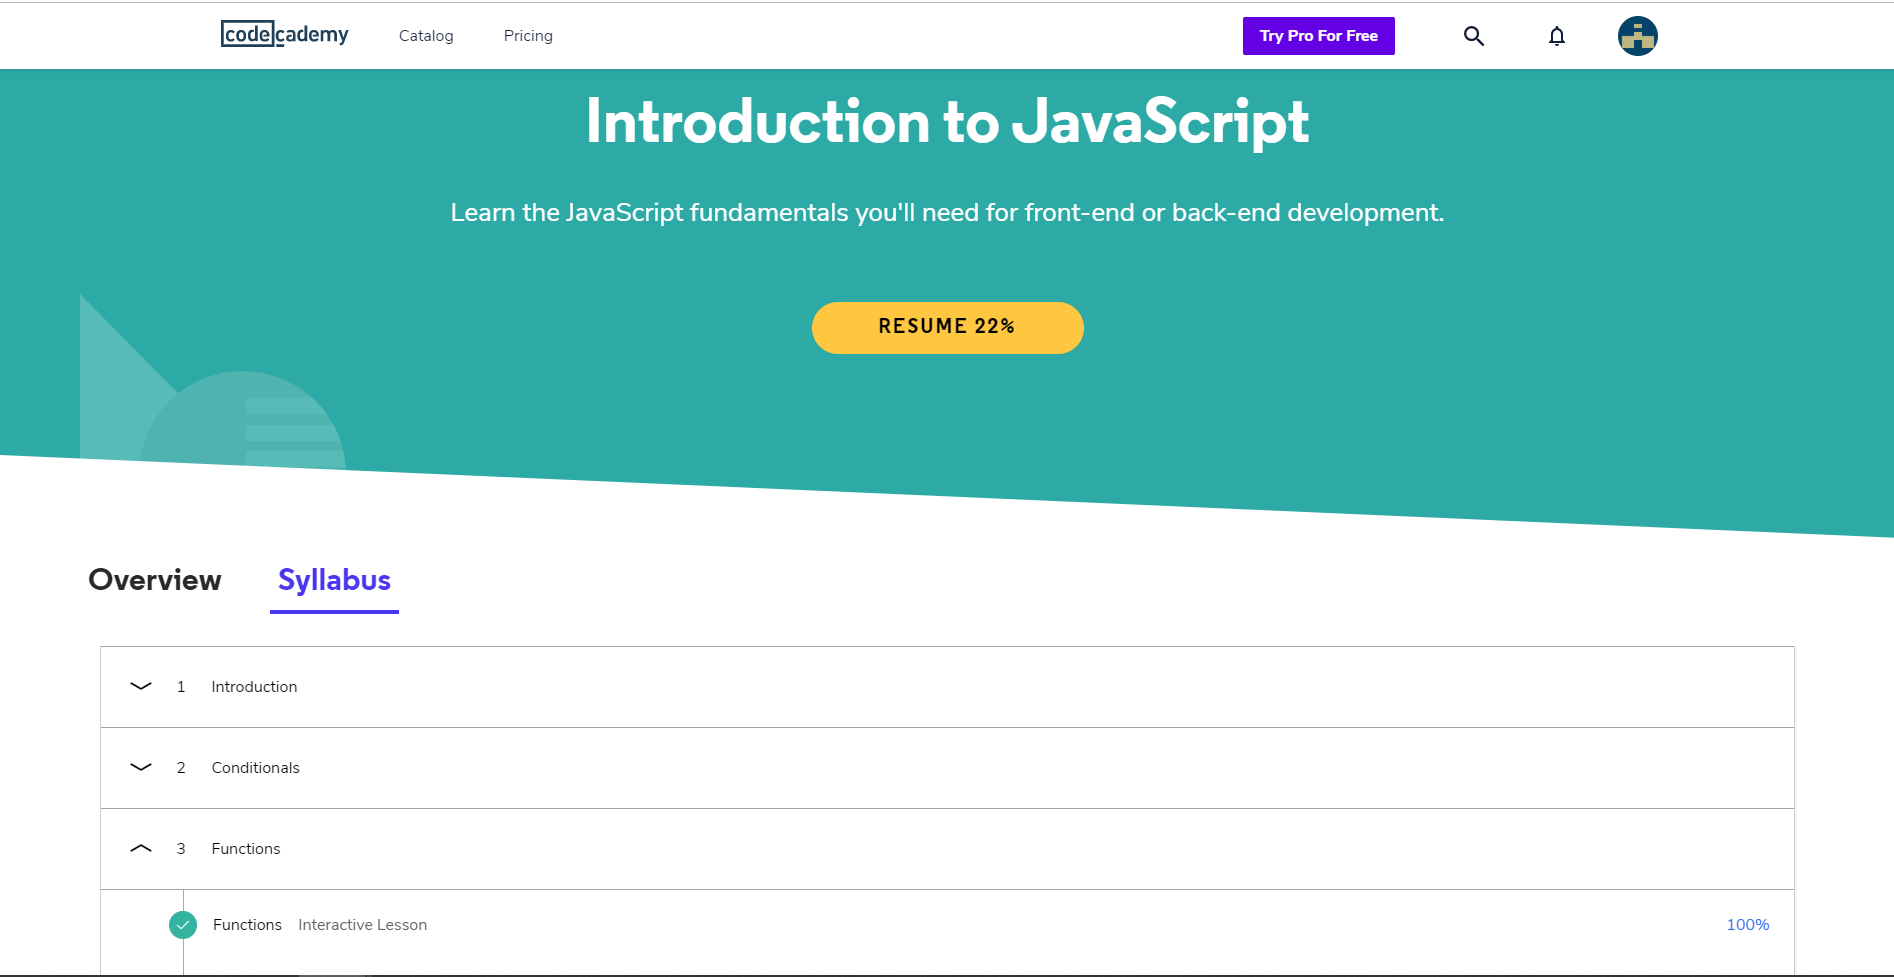 codecademy Catalog Pricing Try Pro For Free
Introduction to JavaScript
Learn the JavaScript fundamentals you'll need for front-end or back-end development.
RESUME 22%
Overview Syllabus
1 Introduction
2 Conditionals
3 Functions
Functions Interactive Lesson 100%